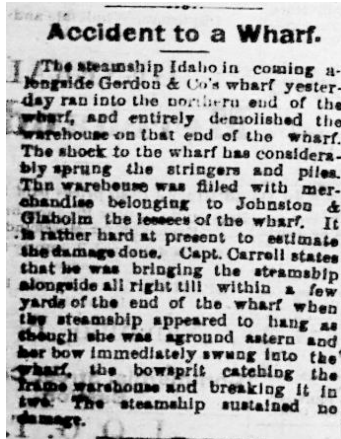 Accident to a Wharf.
The steamship Idaho in coming a-
longside Gordon & Co's wharf yester-
day ran into the northern end of the
wharf, and entirely demolished the
warehouse on that end of the wharf.
The shock to the wharf has considera-
bly sprung the stringers and piles.
Thn warehouse was filled with mer-
chandise belonging to Johnston &
Glaholm the lessees of the wharf. It
is rather hard at present to estimate
the damage done. Capt. Carroll states
that he was bringing the steamship
alongside all right till within a few
yards of the end of the wharf when
the steamship appeared to hang as
though she was aground astern and
her bow immediately swung into the
wharf, the bowsprit catching the
frame warehouse and breaking it in
two. The steamship sustained no
damage.